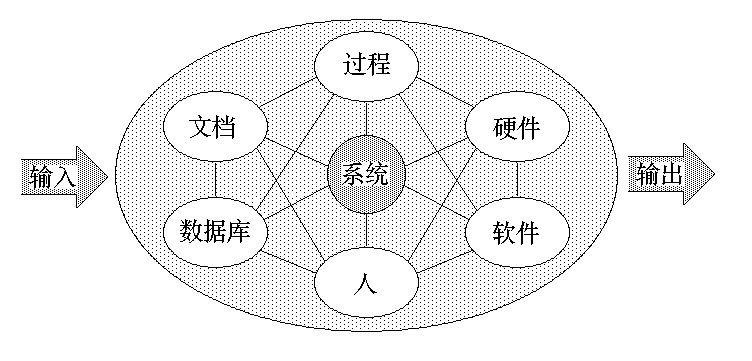 过程
文档
硬件
输入
系统
输出
数据库
软件
人